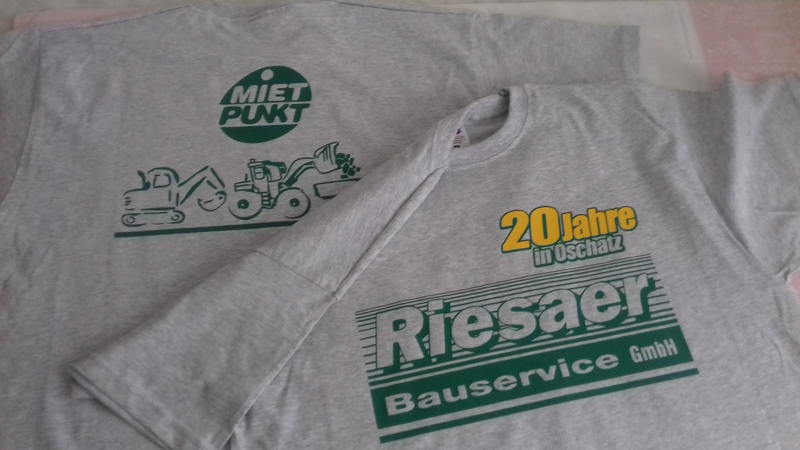 MIET
PUNKT
20 Jahre
in Oschatz
Riesaer
Bauservice GmbH